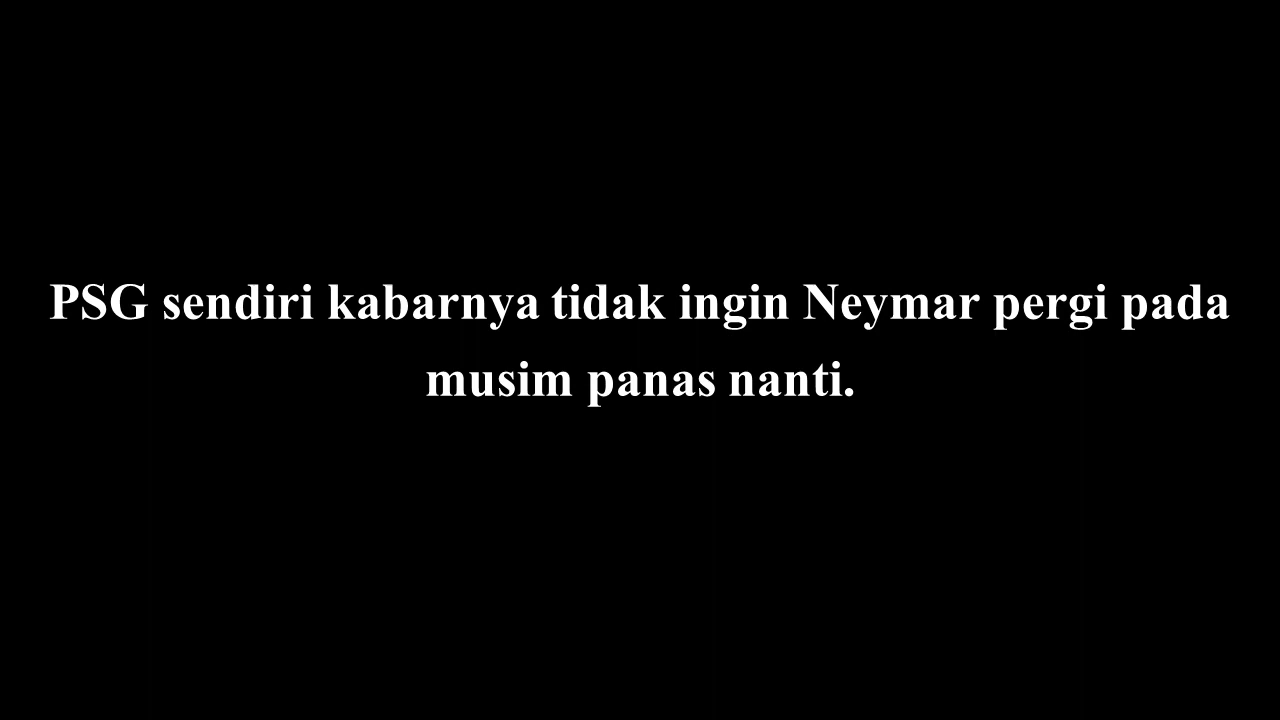 PSG sendiri kabarnya tidak ingin Neymar pergi pada
musim panas nanti.